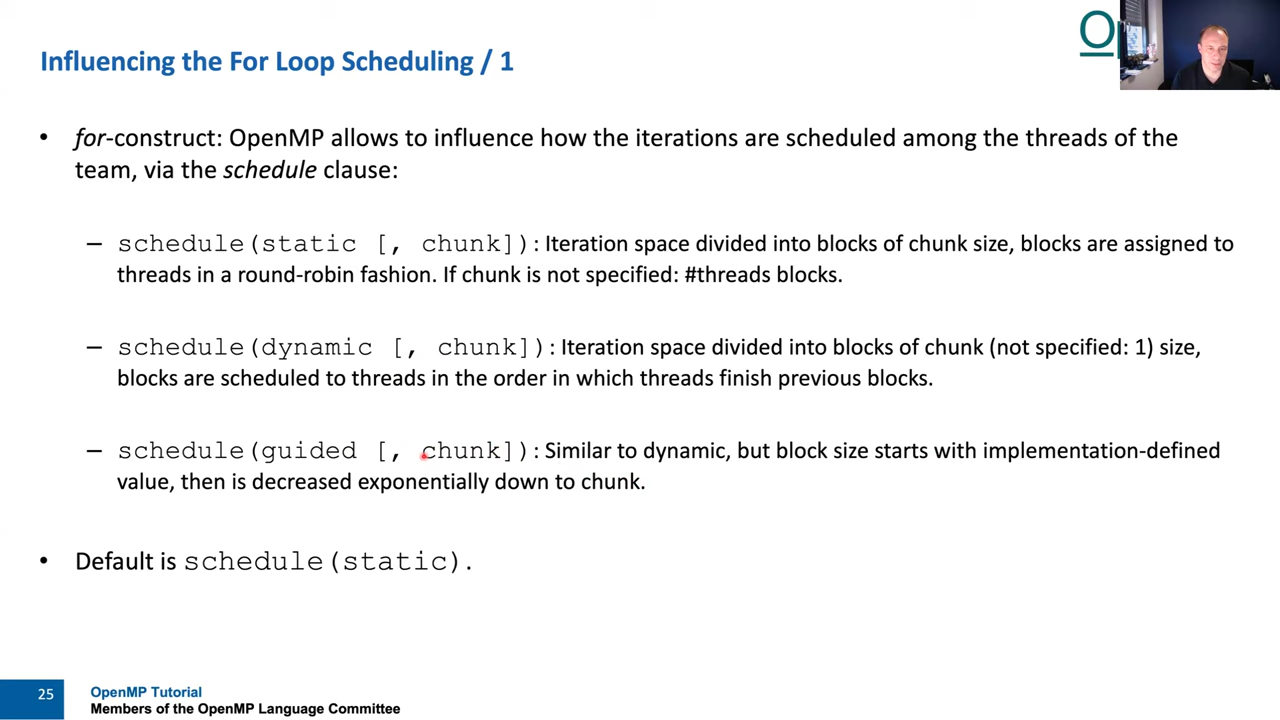 Influencing the For Loop Scheduling / 1
• for-construct: OpenMP allows to influence how the iterations are scheduled among the threads of the
team, via the schedule clause:
– schedule(static [, chunk]): Iteration space divided into blocks of chunk size, blocks are assigned to
threads in a round-robin fashion. If chunk is not specified: #threads blocks.
– schedule(dynamic [, chunk]): Iteration space divided into blocks of chunk (not specified: 1) size,
blocks are scheduled to threads in the order in which threads finish previous blocks.
– schedule(guided [, chunk]): Similar to dynamic, but block size starts with implementation-defined
value, then is decreased exponentially down to chunk.
• Default is schedule(static).
25
OpenMP Tutorial
Members of the OpenMP Language Committee